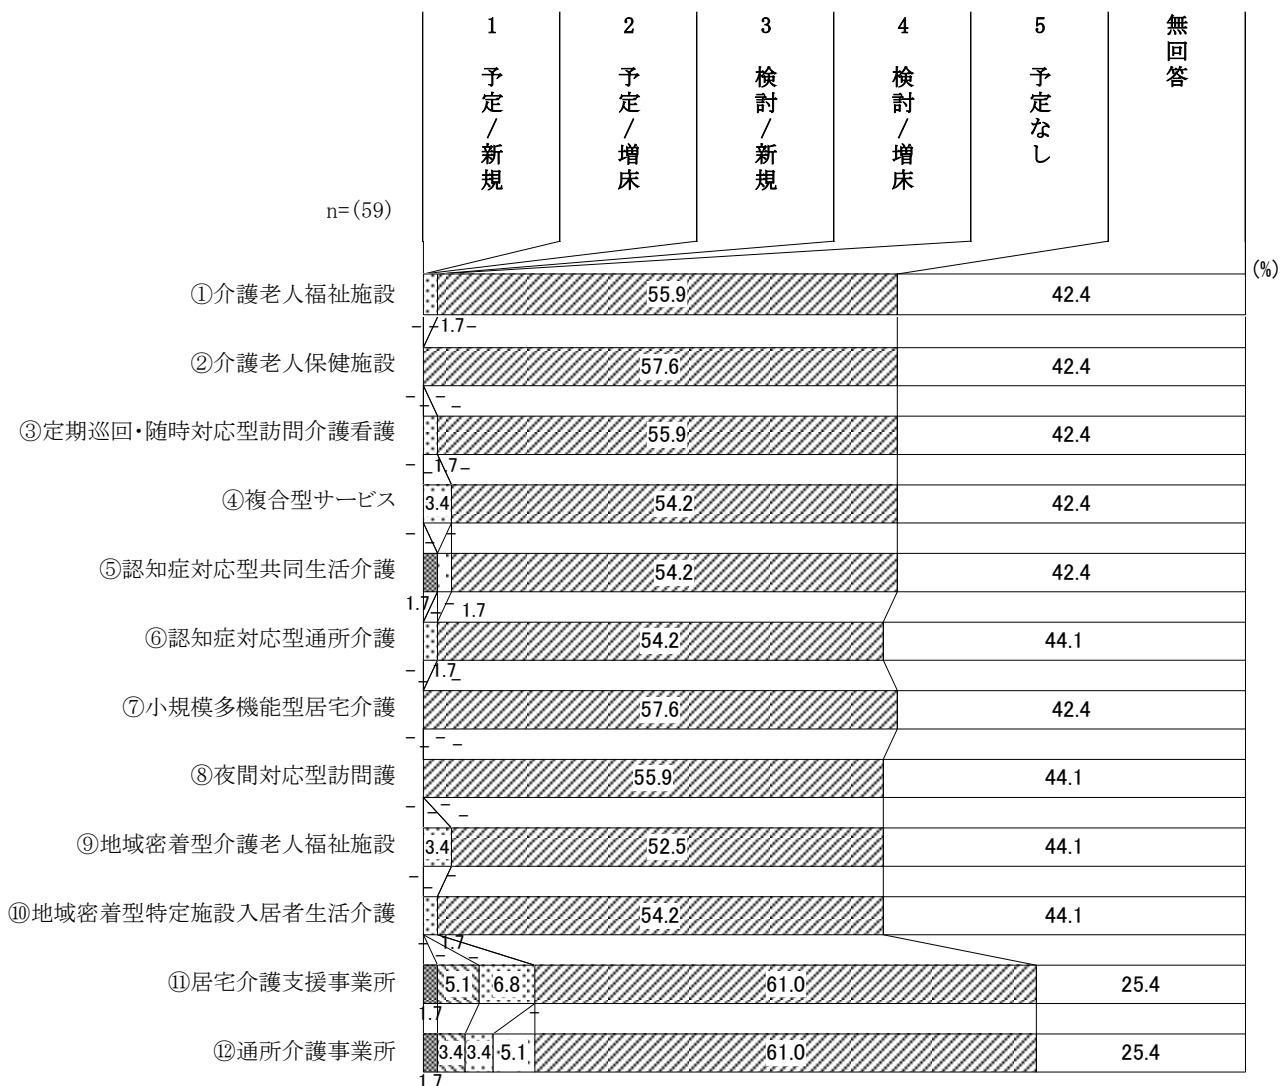 1 予定/新規
2 予定/増床
3 検討/新規
4 検討/増床
5 予定なし
無回答
n=(59)
(%)
①介護老人福祉施設 55.9 42.4
- - 1.7 -
②介護老人保健施設 57.6 42.4
- - - -
③定期巡回・随時対応型訪問介護看護 55.9 42.4
- - 1.7 -
④複合型サービス 3.4 54.2 42.4
- - -
⑤認知症対応型共同生活介護 54.2 42.4
1.7 - - 1.7
⑥認知症対応型通所介護 54.2 44.1
- - 1.7 -
⑦小規模多機能型居宅介護 57.6 42.4
- - - -
⑧夜間対応型訪問護 55.9 44.1
- - - -
⑨地域密着型介護老人福祉施設 3.4 52.5 44.1
- - -
⑩地域密着型特定施設入居者生活介護 54.2 44.1
- - 1.7 -
⑪居宅介護支援事業所 5.1 6.8 61.0 25.4
1.7 -
⑫通所介護事業所 3.4 3.4 5.1 61.0 25.4
1.7